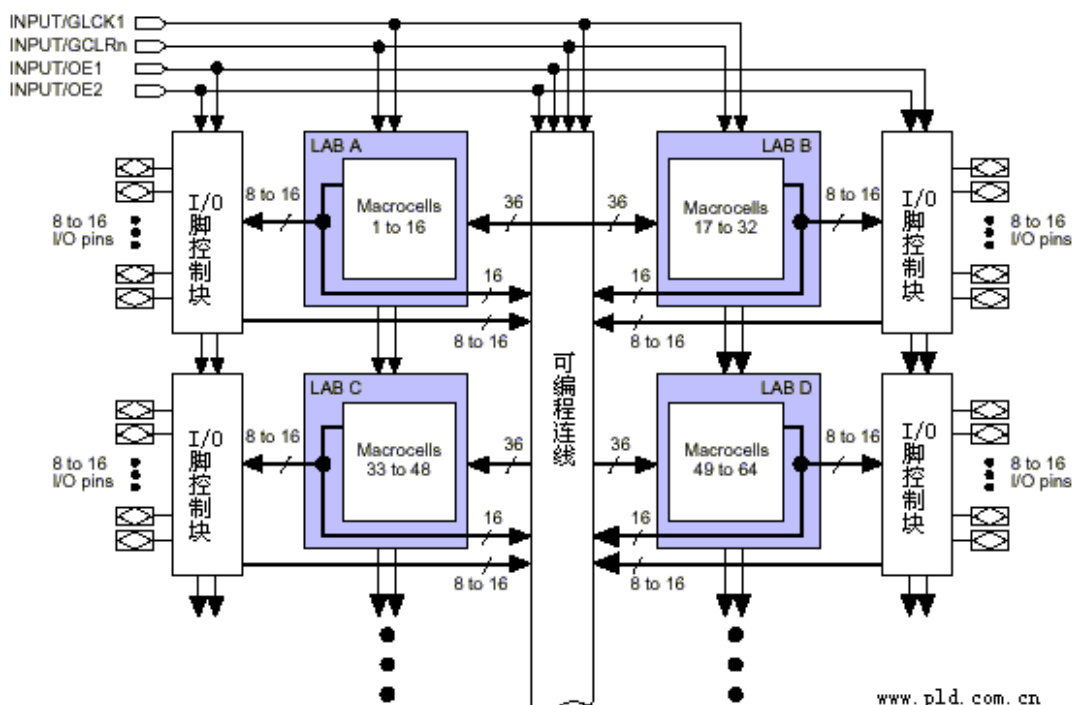 INPUT/GLCK1
INPUT/GCLRn
INPUT/OE1
INPUT/OE2
LAB A
LAB B
I/O脚控制块
8 to 16
Macrocells
1 to 16
36
36
Macrocells
17 to 32
8 to 16
I/O脚控制块
8 to 16
I/O pins
8 to 16
I/O pins
16
16
8 to 16
8 to 16
可编程连线
LAB C
LAB D
I/O脚控制块
8 to 16
Macrocells
33 to 48
36
36
Macrocells
49 to 64
8 to 16
I/O脚控制块
8 to 16
I/O pins
8 to 16
I/O pins
16
16
8 to 16
8 to 16
www.pld.com.cn